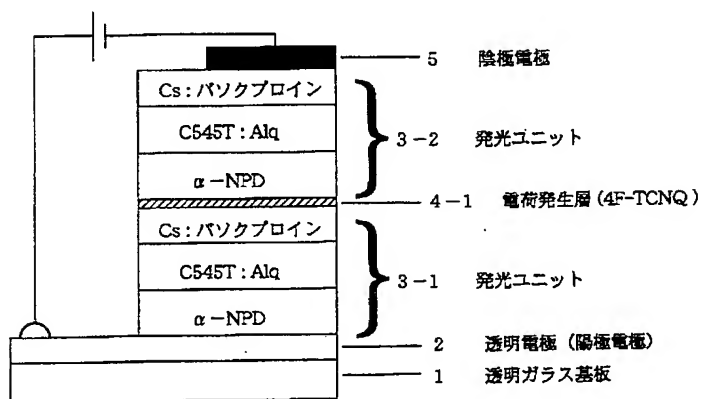 5 陰極電極
Cs:バソクプロイン
C545T:Alq
3-2 発光ユニット
α-NPD
4-1 電荷発生層(4F-TCNQ)
Cs:バソクプロイン
C545T:Alq
3-1 発光ユニット
α-NPD
2 透明電極(陽極電極)
1 透明ガラス基板